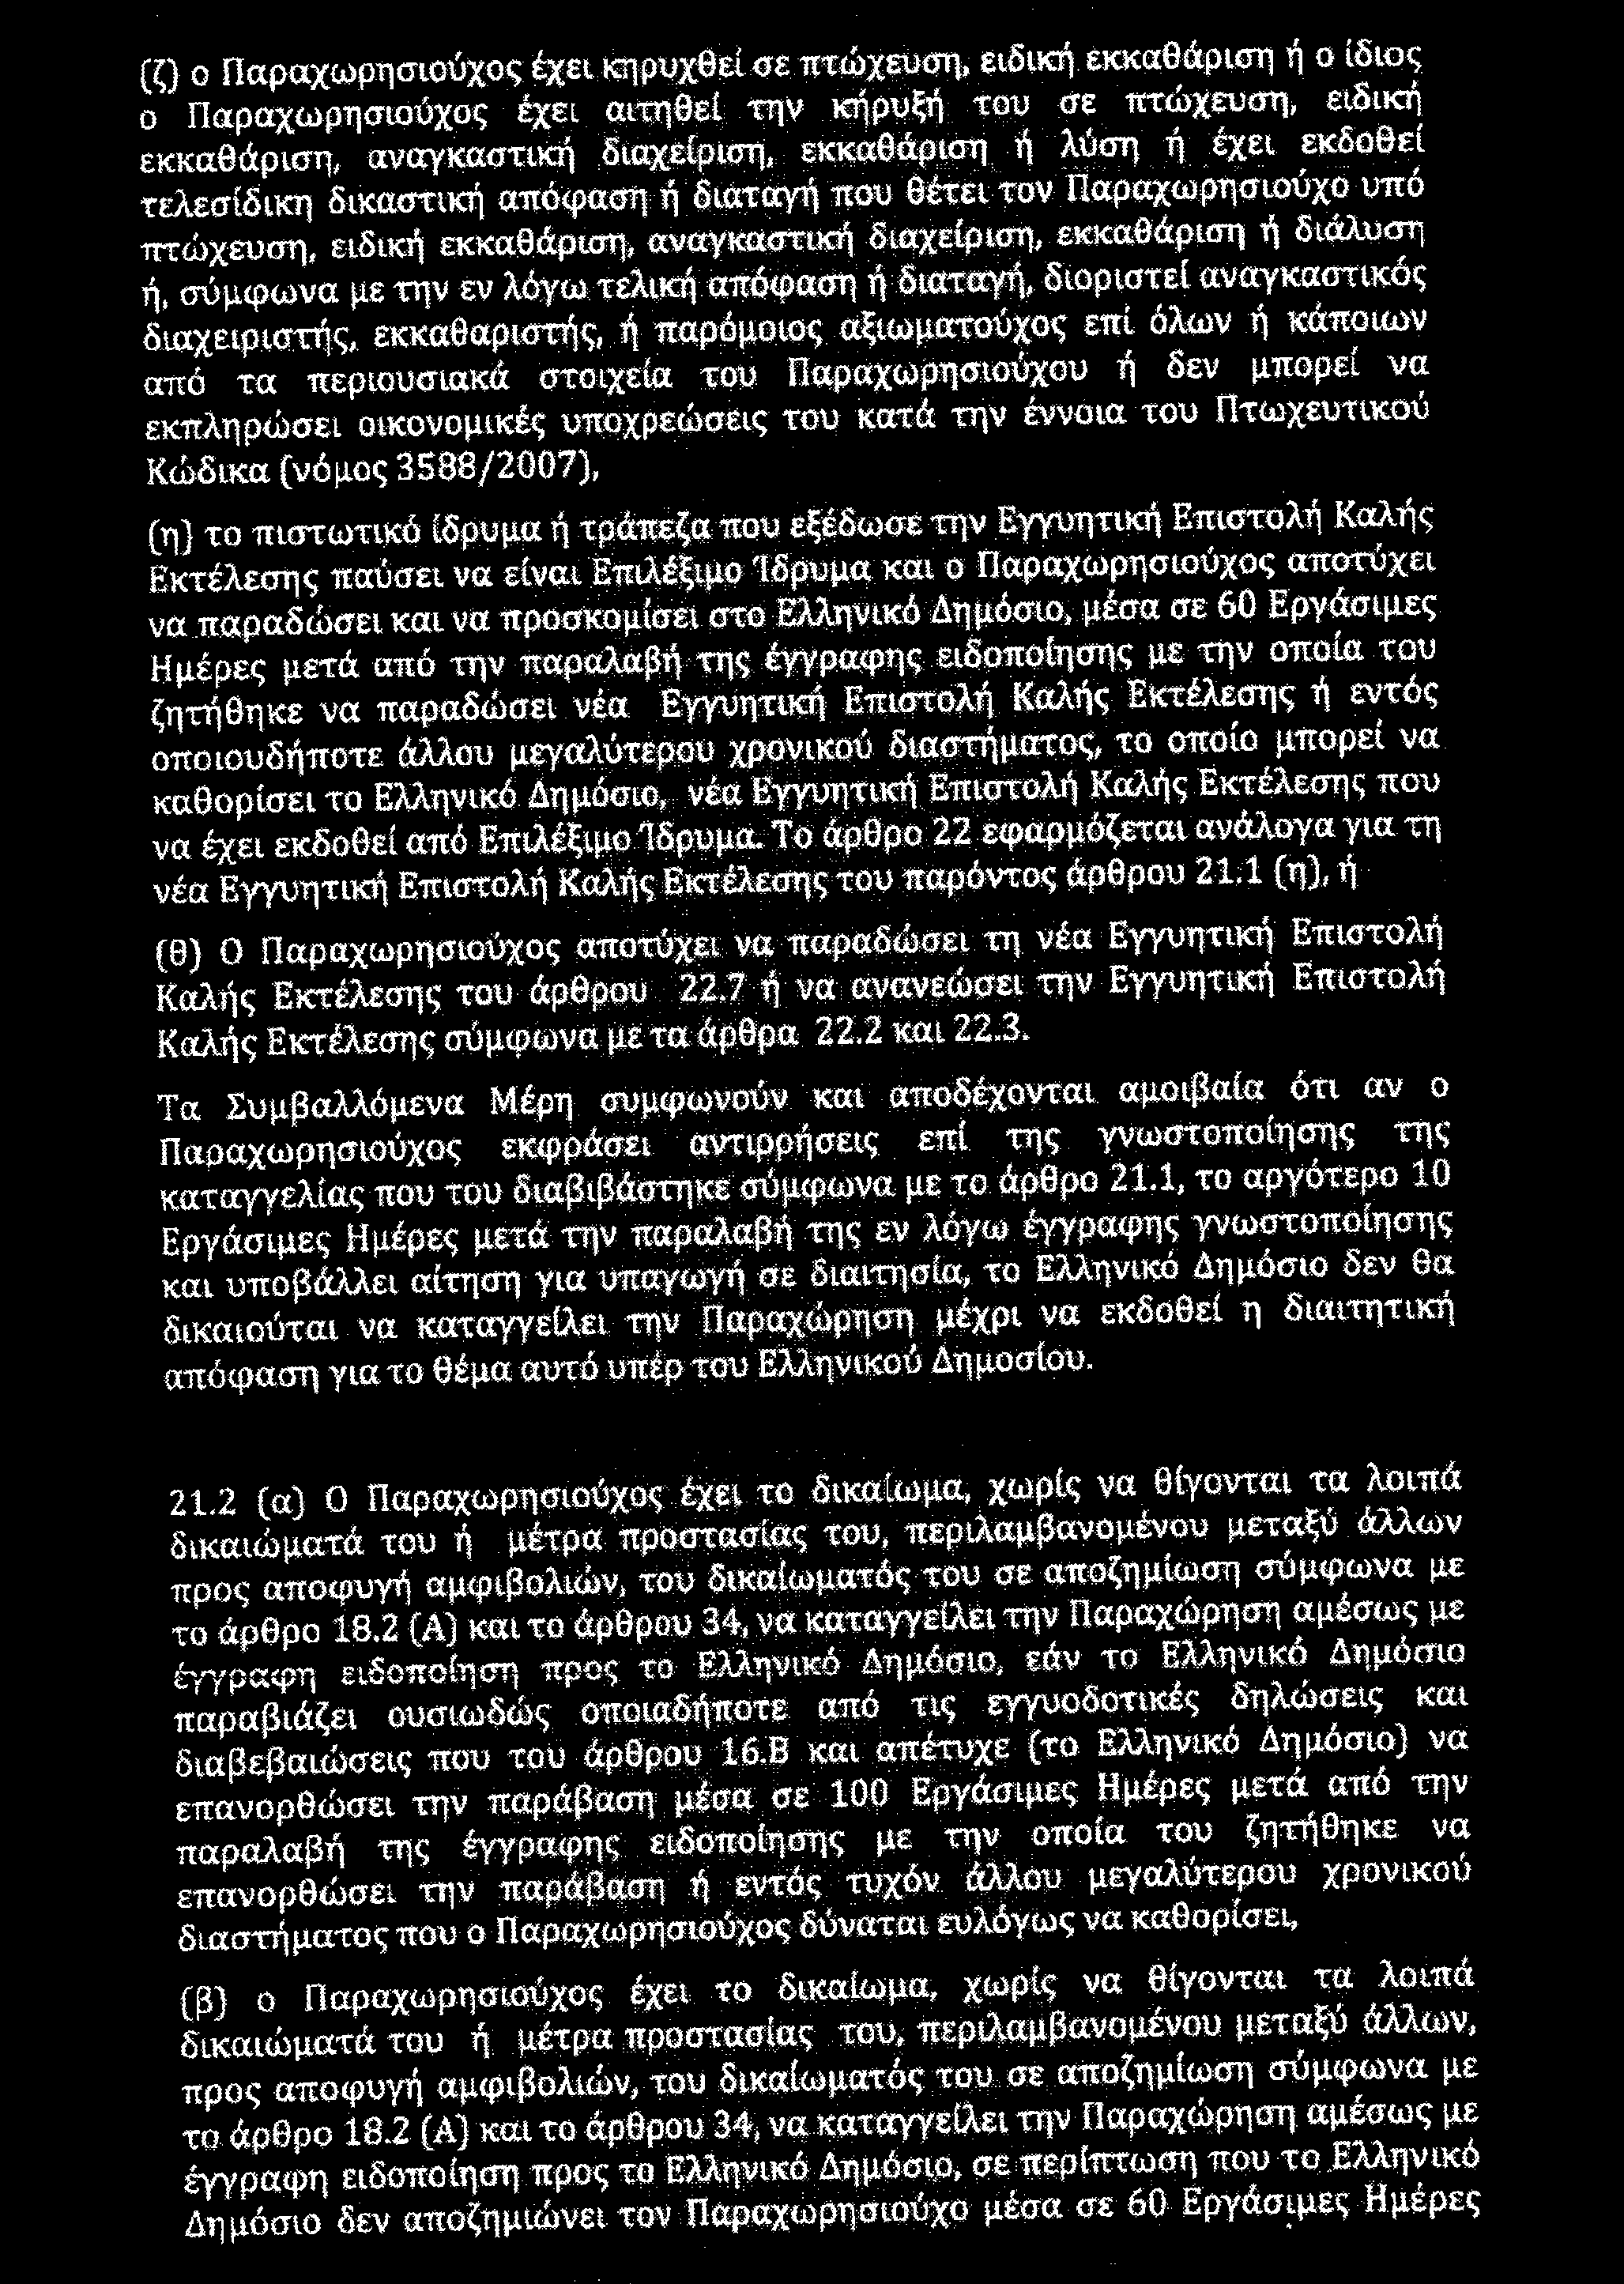 (ζ) ο Παραχωρησιούχος έχει κηρυχθεί σε πτώχευση, ειδική εκκαθάριση ή ο ίδιος
ο Παραχωρησιούχος έχει αιτηθεί την κήρυξή του σε πτώχευση, ειδική
εκκαθάριση, αναγκαστική διαχείριση, εκκαθάριση ή λύση ή έχει εκδοθεί
τελεσίδικη δικαστική απόφαση ή διαταγή που θέτει τον Παραχωρησιούχο υπό
πτώχευση, ειδική εκκαθάριση, αναγκαστική διαχείριση, εκκαθάριση ή διάλυση
ή, σύμφωνα με την εν λόγω τελική απόφαση ή διαταγή, διοριστεί αναγκαστικός
διαχειριστής, εκκαθαριστής, ή παρόμοιος αξιωματούχος επί όλων ή κάποιων
από τα περιουσιακά στοιχεία του Παραχωρησιούχου ή δεν μπορεί να
εκπληρώσει οικονομικές υποχρεώσεις του κατά την έννοια του Πτωχευτικού
Κώδικα (νόμος 3588/2007),
(η) το πιστωτικό ίδρυμα ή τράπεζα που εξέδωσε την Εγγυητική Επιστολή Καλής
Εκτέλεσης παύσει να είναι Επιλέξιμο Ίδρυμα και ο Παραχωρησιούχος αποτύχει
να παραδώσει και να προσκομίσει στο Ελληνικό Δημόσιο, μέσα σε 60 Εργάσιμες
Ημέρες μετά από την παραλαβή της έγγραφης ειδοποίησης με την οποία του
ζητήθηκε να παραδώσει νέα Εγγυητική Επιστολή Καλής Εκτέλεσης ή εντός
οποιουδήποτε άλλου μεγαλύτερου χρονικού διαστήματος, το οποίο μπορεί να
καθορίσει το Ελληνικό Δημόσιο, νέα Εγγυητική Επιστολή Καλής Εκτέλεσης που
να έχει εκδοθεί από Επιλέξιμο Ίδρυμα. Το άρθρο 22 εφαρμόζεται ανάλογα για τη
νέα Εγγυητική Επιστολή Καλής Εκτέλεσης του παρόντος άρθρου 21.1 (η), ή
(θ) Ο Παραχωρησιούχος αποτύχει να παραδώσει τη νέα Εγγυητική Επιστολή
Καλής Εκτέλεσης του άρθρου 22.7 ή να ανανεώσει την Εγγυητική Επιστολή
Καλής Εκτέλεσης σύμφωνα με τα άρθρα 22.2 και 22.3.
Τα Συμβαλλόμενα Μέρη συμφωνούν και αποδέχονται αμοιβαία ότι αν ο
Παραχωρησιούχος εκφράσει αντιρρήσεις επί της γνωστοποίησης της
καταγγελίας που του διαβιβάστηκε σύμφωνα με το άρθρο 21.1, το αργότερο 10
Εργάσιμες Ημέρες μετά την παραλαβή της εν λόγω έγγραφης γνωστοποίησης
και υποβάλλει αίτηση για υπαγωγή σε διαιτησία, το Ελληνικό Δημόσιο δεν θα
δικαιούται να καταγγείλει την Παραχώρηση μέχρι να εκδοθεί η διαιτητική
απόφαση για το θέμα αυτό υπέρ του Ελληνικού Δημοσίου.
21.2 (α) Ο Παραχωρησιούχος έχει το δικαίωμα, χωρίς να θίγονται τα λοιπά
δικαιώματά του ή μέτρα προστασίας του, περιλαμβανομένου μεταξύ άλλων
προς αποφυγή αμφιβολιών, του δικαίωματός του σε αποζημίωση σύμφωνα με
το άρθρο 18.2 (Α) και το άρθρου 34, να καταγγείλει την Παραχώρηση αμέσως με
έγγραφη ειδοποίηση προς το Ελληνικό Δημόσιο, εάν το Ελληνικό Δημόσιο
παραβιάζει ουσιωδώς οποιαδήποτε από τις εγγυοδοτικές δηλώσεις και
διαβεβαιώσεις που του άρθρου 16.Β και απέτυχε (το Ελληνικό Δημόσιο) να
επανορθώσει την παράβαση μέσα σε 100 Εργάσιμες Ημέρες μετά από την
παραλαβή της έγγραφης ειδοποίησης με την οποία του ζητήθηκε να
επανορθώσει την παράβαση ή εντός τυχόν άλλου μεγαλύτερου χρονικού
διαστήματος που ο Παραχωρησιούχος δύναται ευλόγως να καθορίσει,
(β) ο Παραχωρησιούχος έχει το δικαίωμα, χωρίς να θίγονται τα λοιπά
δικαιώματά του ή μέτρα προστασίας του, περιλαμβανομένου μεταξύ άλλων,
προς αποφυγή αμφιβολιών, του δικαίωματός του σε αποζημίωση σύμφωνα με
το άρθρο 18.2 (Α) και το άρθρου 34, να καταγγείλει την Παραχώρηση αμέσως με
έγγραφη ειδοποίηση προς το Ελληνικό Δημόσιο, σε περίπτωση που το Ελληνικό
Δημόσιο δεν αποζημιώνει τον Παραχωρησιούχο μέσα σε 60 Εργάσιμες Ημέρες